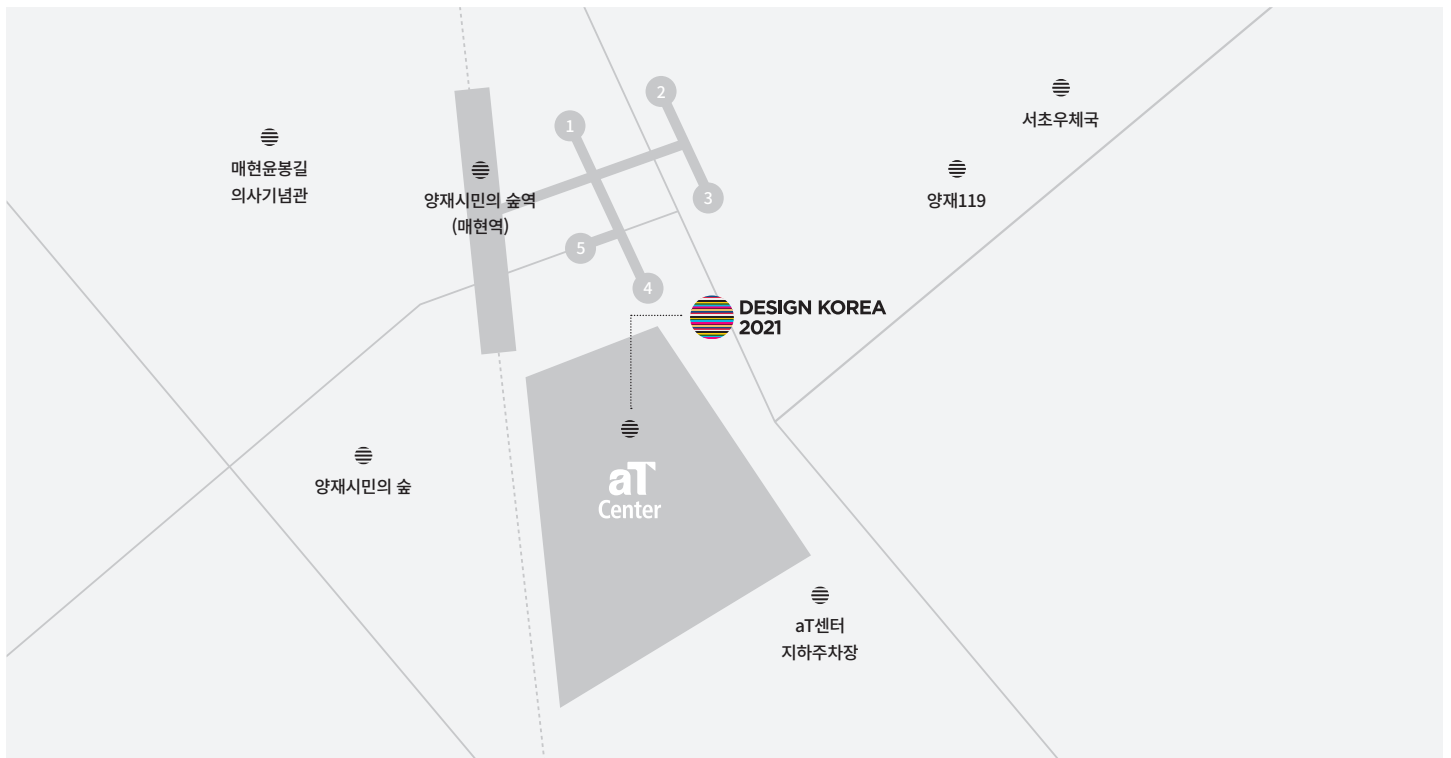 2
1
서초우체국
매현윤봉길
의사기념관
양재시민의 숲역
(매현역)
양재119
3
5
4
DESIGN KOREA
2021
aT
Center
양재시민의 숲
aT센터
지하주차장